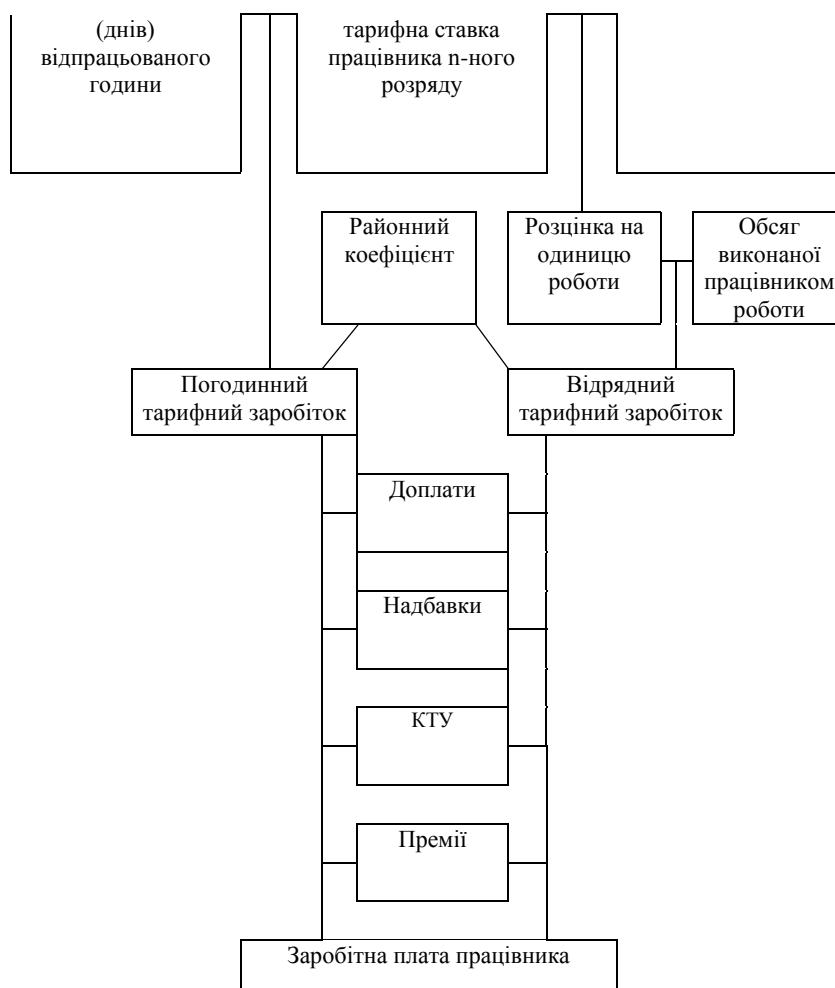 (днів)
відпрацьованого
години
тарифна ставка
працівника n-ного
розряду
Районний
коефіцієнт
Розцінка на
одиницю
роботи
Обсяг
виконаної
працівником
роботи
Погодинний
тарифний заробіток
Відрядний
тарифний заробіток
Доплати
Надбавки
КТУ
Премії
Заробітна плата працівника